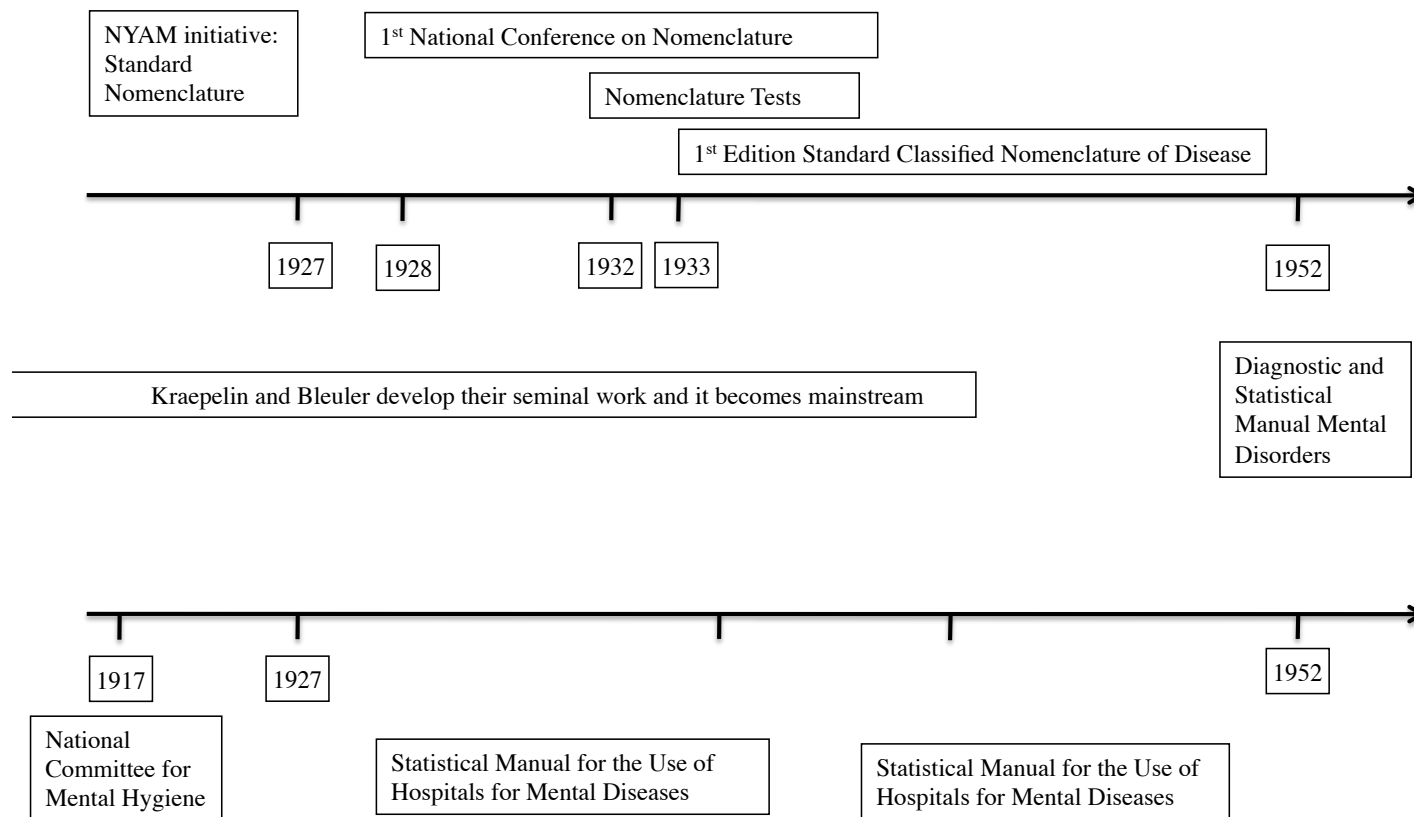 NYAM initiative:
Standard
Nomenclature
1st National Conference on Nomenclature
Nomenclature Tests
1st Edition Standard Classified Nomenclature of Disease
1927
1928
1932
1933
1952
Kraepelin and Bleuler develop their seminal work and it becomes mainstream
Diagnostic and
Statistical
Manual Mental
Disorders
1917
1927
1952
National
Committee for
Mental Hygiene
Statistical Manual for the Use of
Hospitals for Mental Diseases
Statistical Manual for the Use of
Hospitals for Mental Diseases